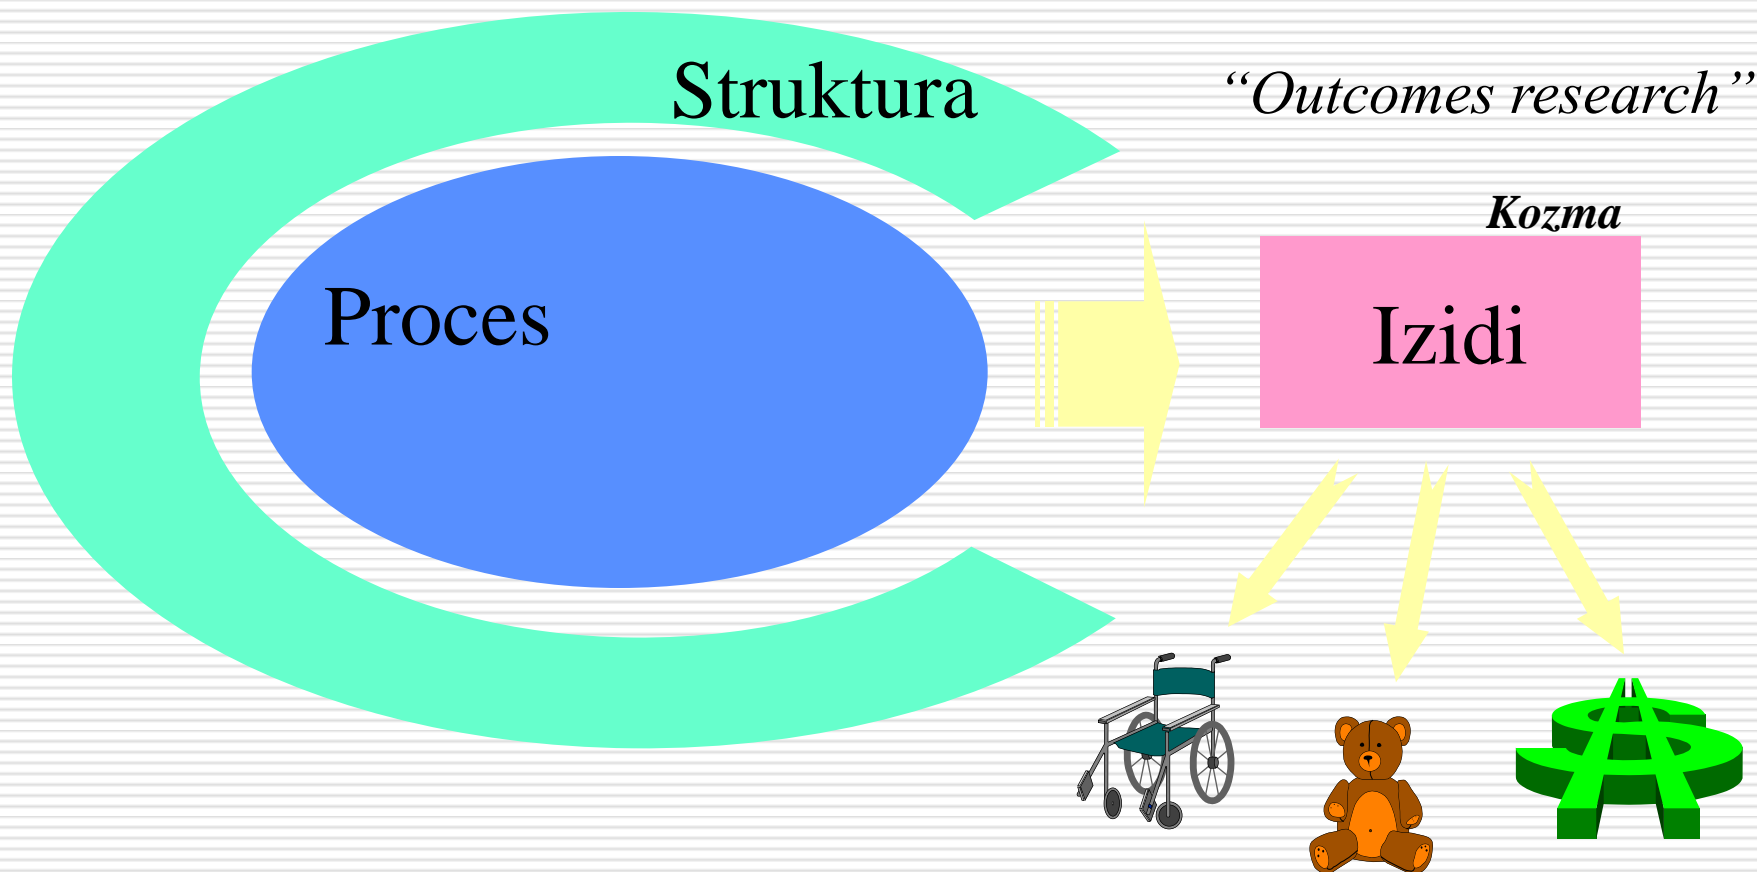 Struktura
“Outcomes research”
Kozma
Proces
Izidi